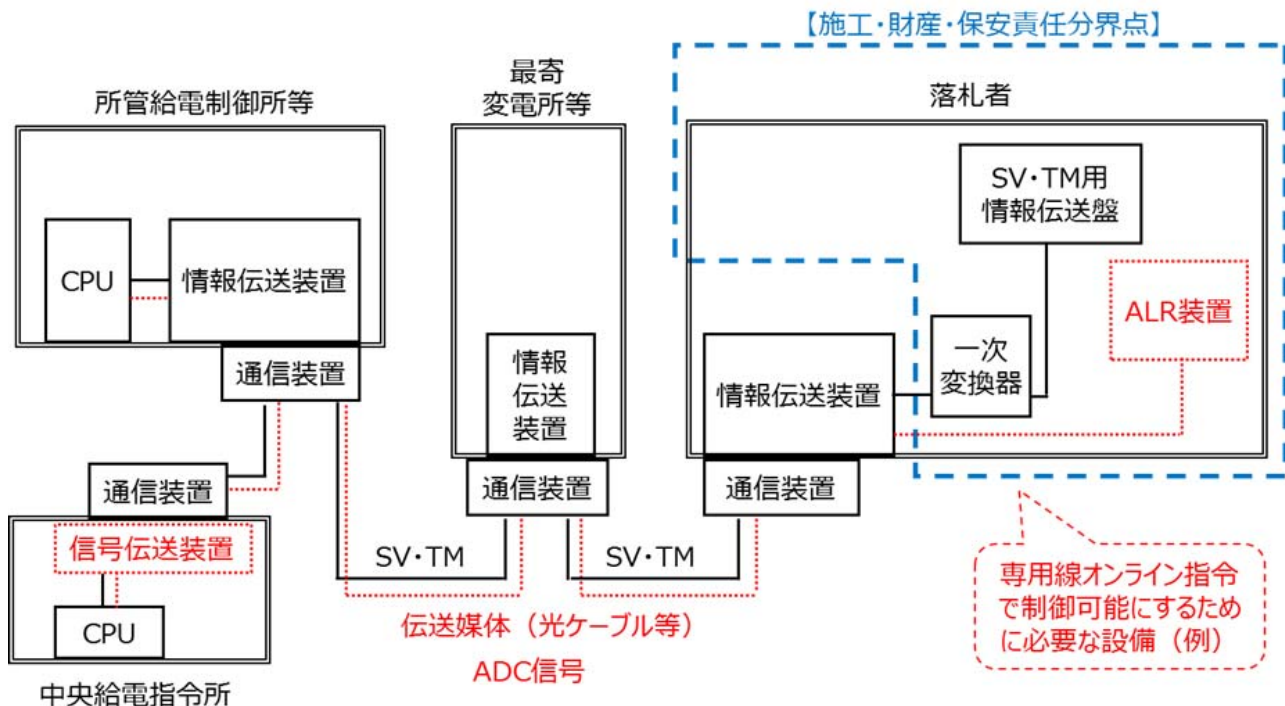 【施工・財産・保安責任分界点】
所管給電制御所等
最寄
変電所等
落札者
CPU
情報伝送装置
通信装置
通信装置
信号伝送装置
CPU
中央給電指令所
情報
伝送
装置
通信装置
SV・TM
SV・TM
伝送媒体（光ケーブル等）
ADC信号
SV・TM用
情報伝送盤
ALR装置
一次
変換器
情報伝送装置
通信装置
専用線オンライン指令
で制御可能にするため
に必要な設備（例）